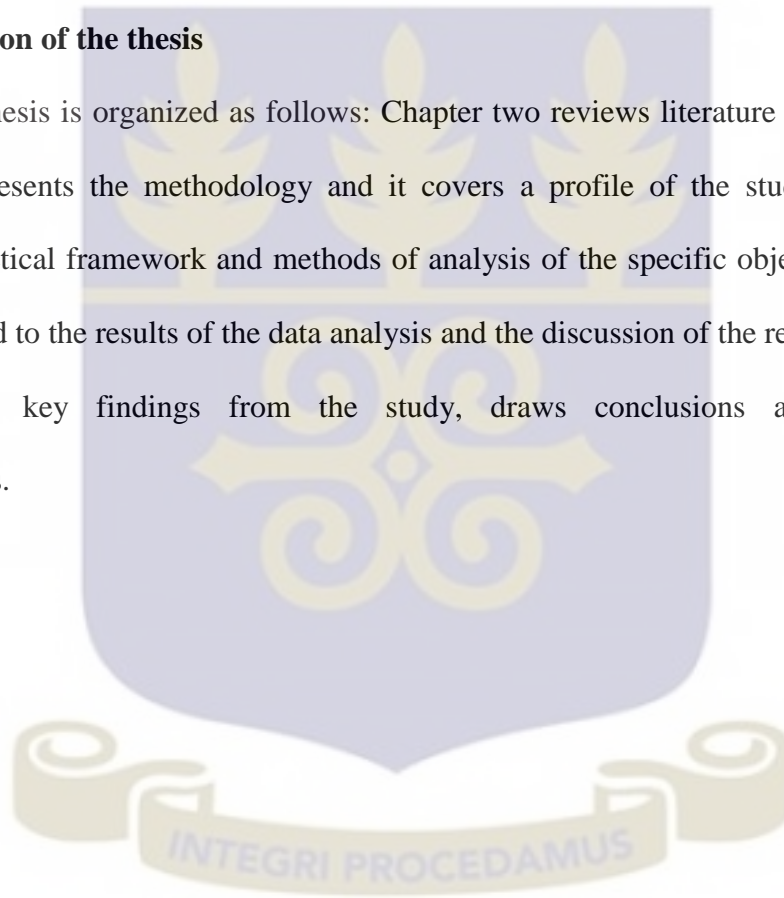 on of the thesis
esis is organized as follows: Chapter two reviews literature
esents the methodology and it covers a profile of the stu
tical framework and methods of analysis of the specific obje
d to the results of the data analysis and the discussion of the re
key findings from the study, draws conclusions a
.
INTEGRI PROCEDAMUS